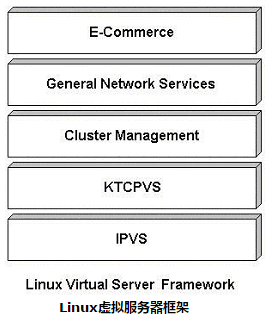 E-Commerce
General Network Services
Cluster Management
KTCPVS
IPVS
Linux Virtual Server Framework
Linux虚拟服务器框架